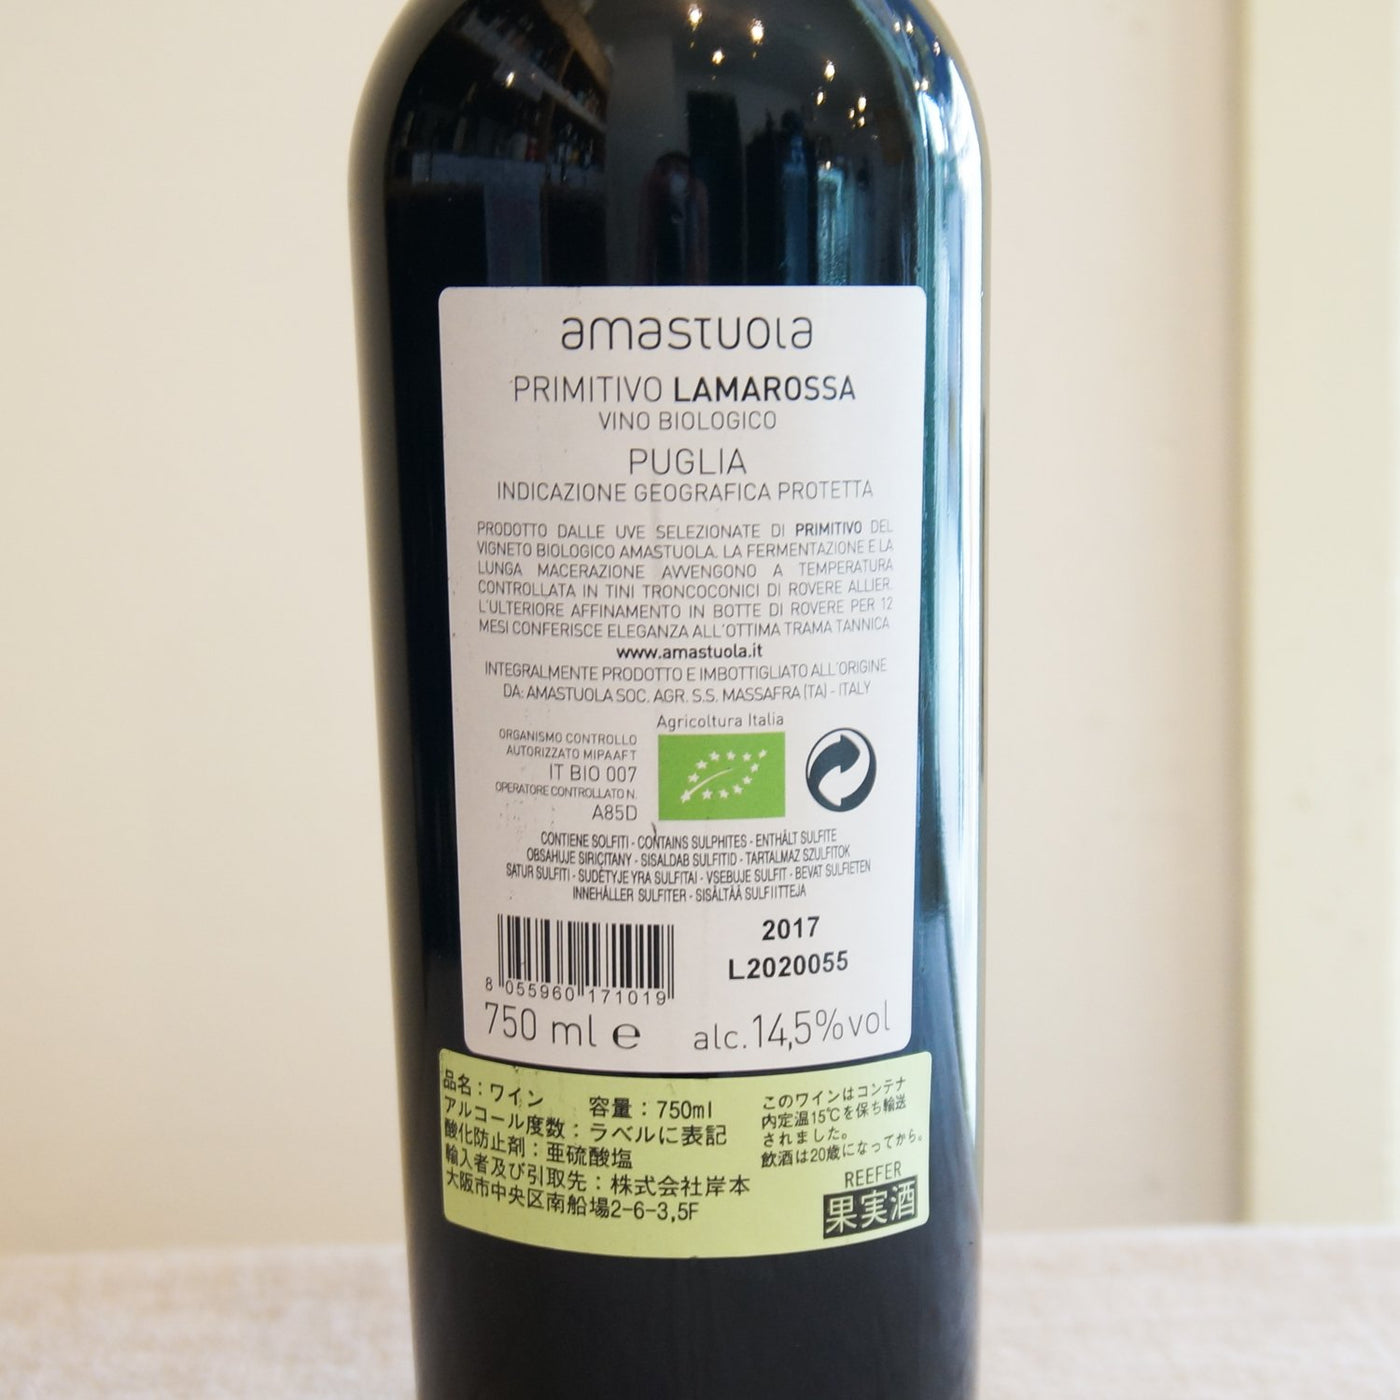 amastuola
PRIMITIVO LAMAROSSA
VINO BIOLOGICO
PUGLIA
INDICAZIONE GEOGRAFICA PROTETTA
PRODOTTO DALLE UVE SELEZIONATE DI PRIMITIVO DEL
VIGNETO BIOLOGICO AMASTUOLA. LA FERMENTAZIONE E LA
LUNGA MACERAZIONE AVVENGONO A TEMPERATURA
CONTROLLATA IN TINI TRONCOCONICI DI ROVERE ALLIER.
L'ULTERIORE AFFINAMENTO IN BOTTE DI ROVERE PER 12
MESI CONFERISCE ELEGANZA ALL'OTTIMA TRAMA TANNICA
www.amastuola.it
INTEGRALMENTE PRODOTTO E IMBOTTIGLIATO ALL'ORIGINE
DA: AMASTUOLA SOC. AGR. S.S. MASSAFRA (TA) - ITALY
Agricoltura Italia
ORGANISMO CONTROLLO
AUTORIZZATO MIPAAFT
IT BIO 007
OPERATORE CONTROLLATO N.
A85D
CONTIENE SOLFITI - CONTAINS SULPHITES - ENTHÄLT SULFITE
OBSAHUJE SIRICITANY - SISALDAB SULFITID - TARTALMAZ SZULFITOK
SATUR SULFITI - SUDĖTYJE YRA SULFITAI - VSEBUJE SULFIT - BEVAT SULFIETEN
INNEHÅLLER SULFITER - SISÄLTÄÄ SULFIITTEJA
2017
L2020055
8 055960 171019
750 ml e alc.14,5%vol
品名：ワイン 容量：750ml
アルコール度数：ラベルに表記
酸化防止剤：亜硫酸塩
輸入者及び引取先：株式会社岸本
大阪市中央区南船場2-6-3,5F
このワインはコンテナ
内定温15℃を保ち輸送
されました。
飲酒は20歳になってから。
REEFER
果実酒